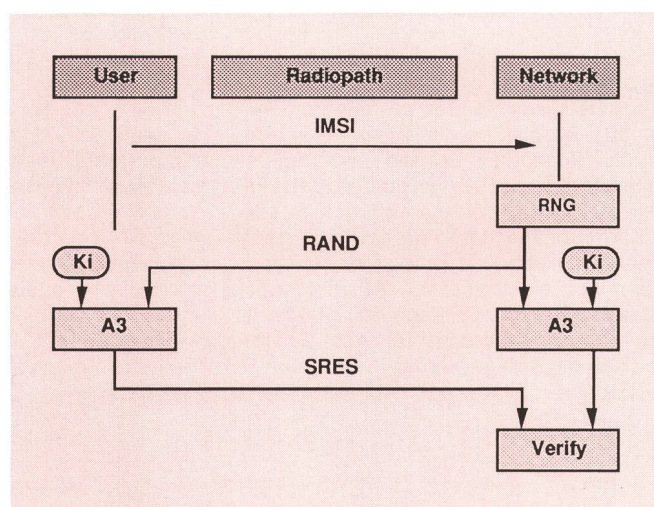 User Radiopath Network
IMSI
RNG
RAND
Ki Ki
A3 A3
SRES
Verify